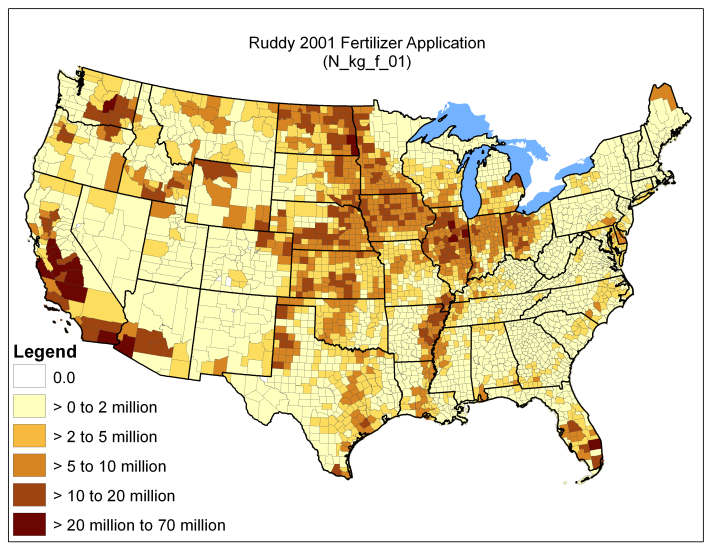 Ruddy 2001 Fertilizer Application
(N_kg_f_01)
Legend
0.0
> 0 to 2 million
> 2 to 5 million
> 5 to 10 million
> 10 to 20 million
> 20 million to 70 million